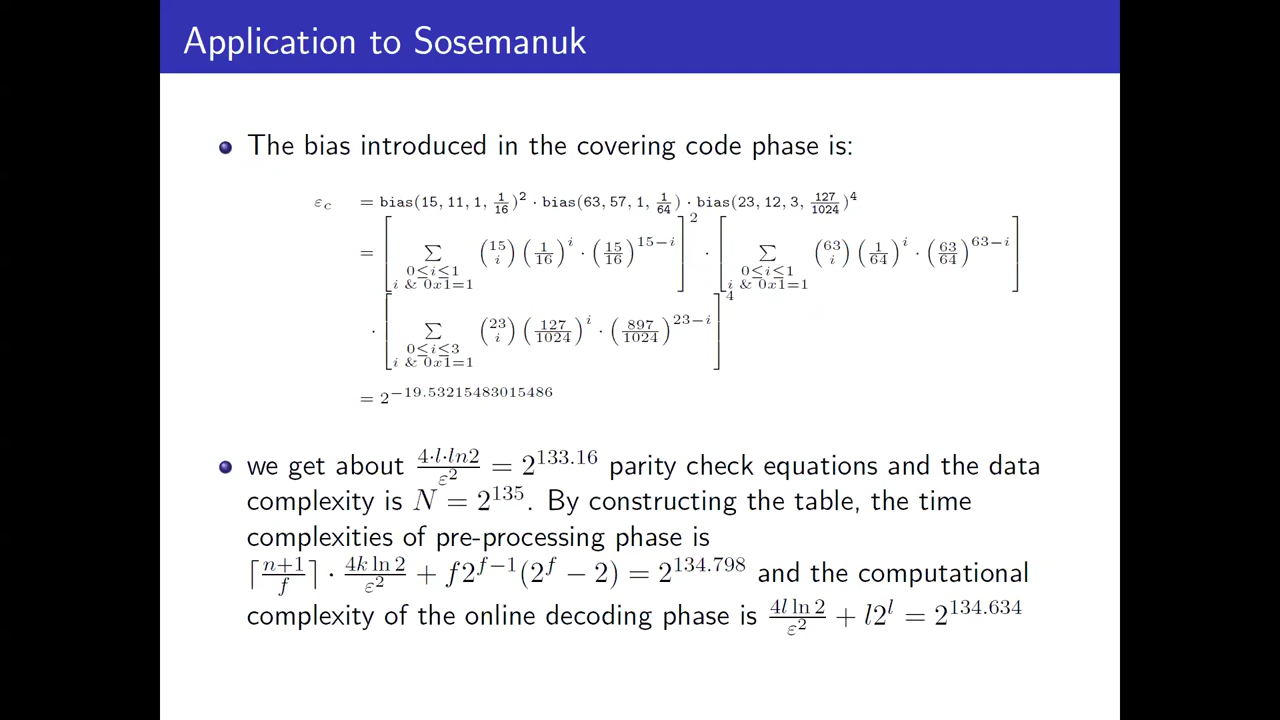 Application to Sosemanuk
The bias introduced in the covering code phase is:
ε_c = bias(15, 11, 1, 1/16)^2 · bias(63, 57, 1, 1/64) · bias(23, 12, 3, 127/1024)^4
= [ ∑_{0≤i≤1, i & 0x1=1} (15 i) (1/16)^i · (15/16)^{15−i} ]^2 · [ ∑_{0≤i≤1, i & 0x1=1} (63 i) (1/64)^i · (63/64)^{63−i} ]
· [ ∑_{0≤i≤3, i & 0x1=1} (23 i) (127/1024)^i · (897/1024)^{23−i} ]^4
= 2^{−19.53215483015486}
we get about 4·l·ln2/ε^2 = 2^{133.16} parity check equations and the data
complexity is N = 2^{135}. By constructing the table, the time
complexities of pre-processing phase is
⌈n+1/f⌉ · 4k ln 2/ε^2 + f2^{f−1}(2^f − 2) = 2^{134.798} and the computational
complexity of the online decoding phase is 4l ln 2/ε^2 + l2^l = 2^{134.634}